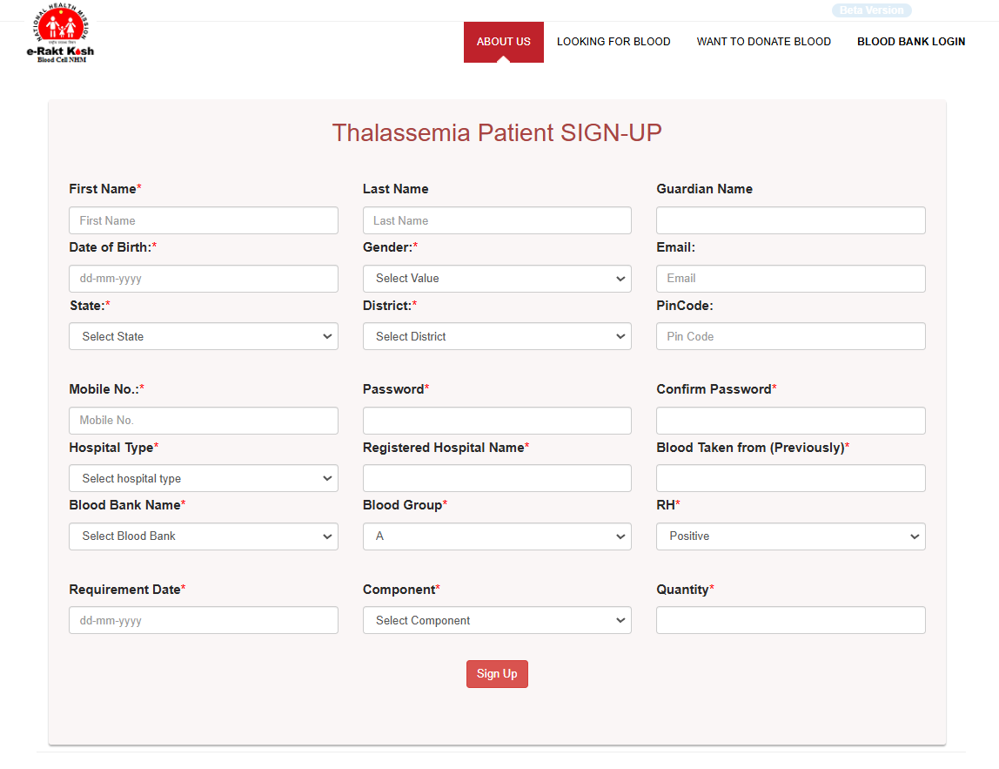 Beta Version
NATIONAL HEALTH MISSION
e-Rakt Kosh
Blood Cell NHM
ABOUT US LOOKING FOR BLOOD WANT TO DONATE BLOOD BLOOD BANK LOGIN
Thalassemia Patient SIGN-UP
First Name* Last Name Guardian Name
First Name Last Name
Date of Birth:* Gender:* Email:
dd-mm-yyyy Select Value Email
State:* District:* PinCode:
Select State Select District Pin Code
Mobile No.:* Password* Confirm Password*
Mobile No.
Hospital Type* Registered Hospital Name* Blood Taken from (Previously)*
Select hospital type
Blood Bank Name* Blood Group* RH*
Select Blood Bank A Positive
Requirement Date* Component* Quantity*
dd-mm-yyyy Select Component
Sign Up